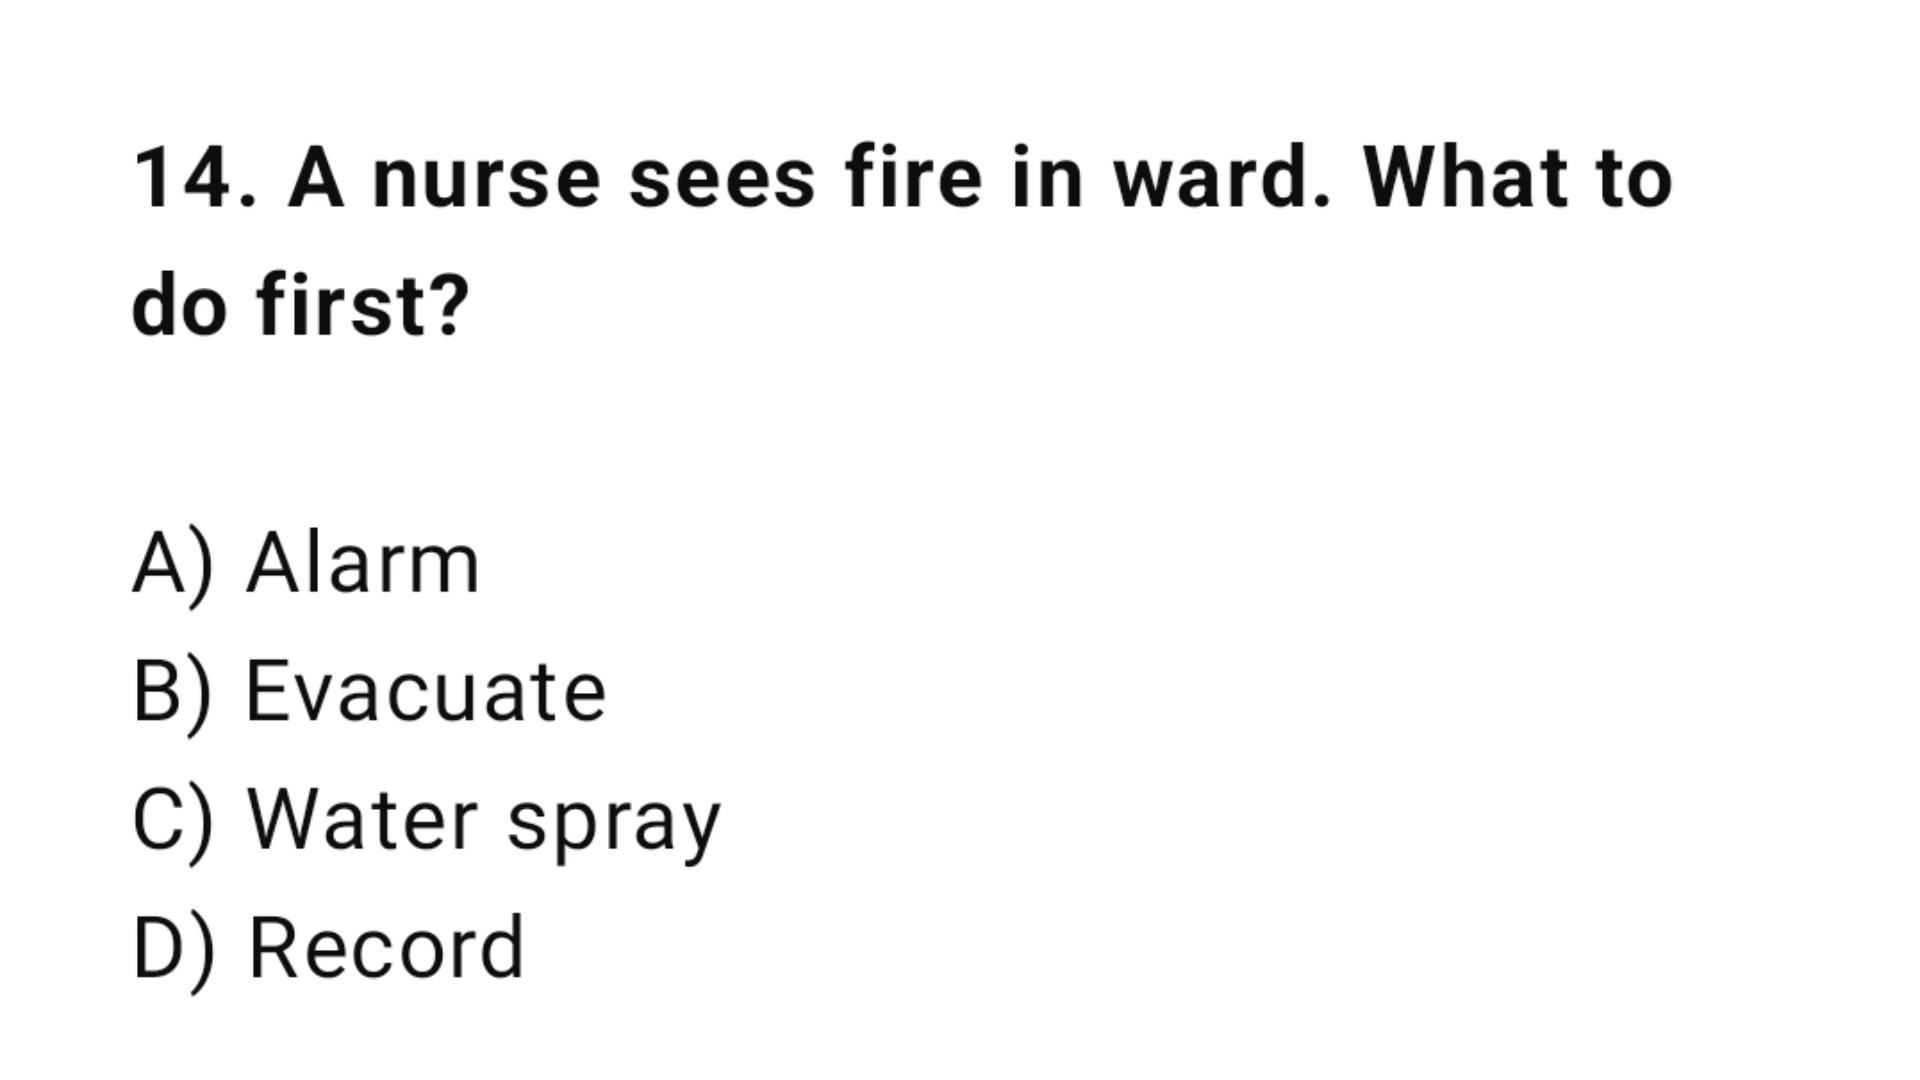 14. A nurse sees fire in ward. What to
do first?
A) Alarm
B) Evacuate
C) Water spray
D) Record